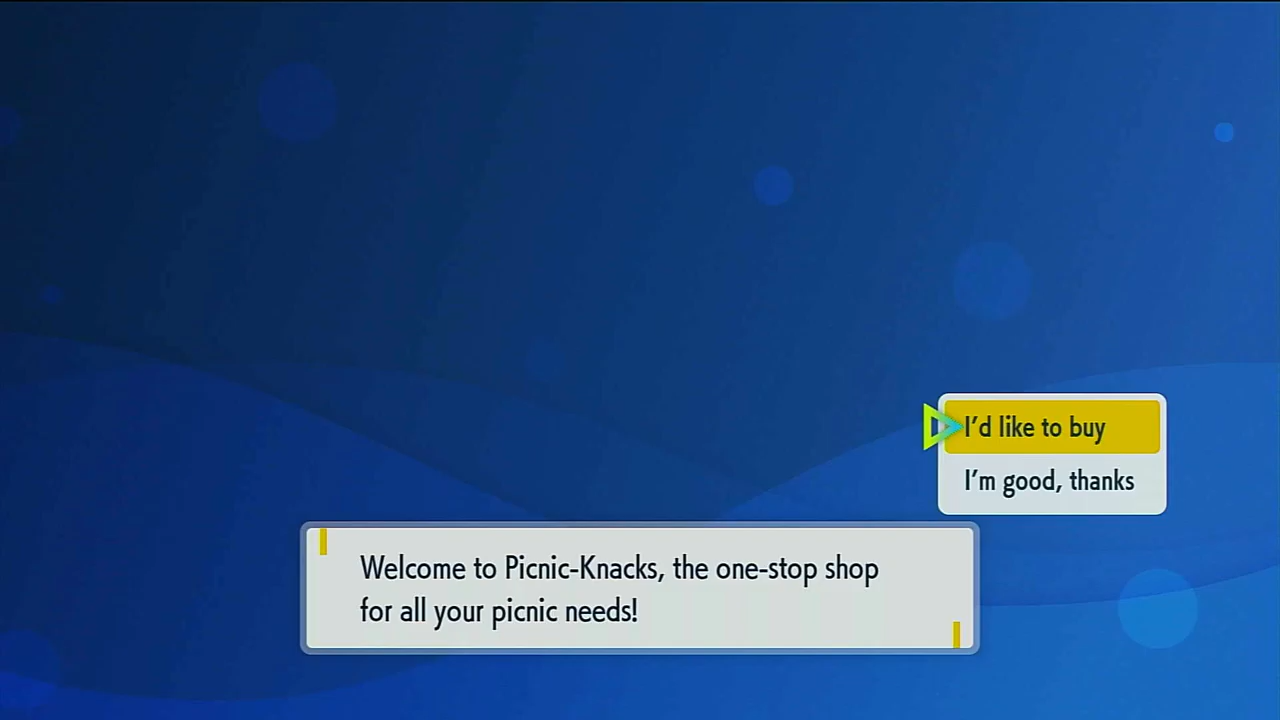 I'd like to buy
I'm good, thanks
Welcome to Picnic-Knacks, the one-stop shop
for all your picnic needs!